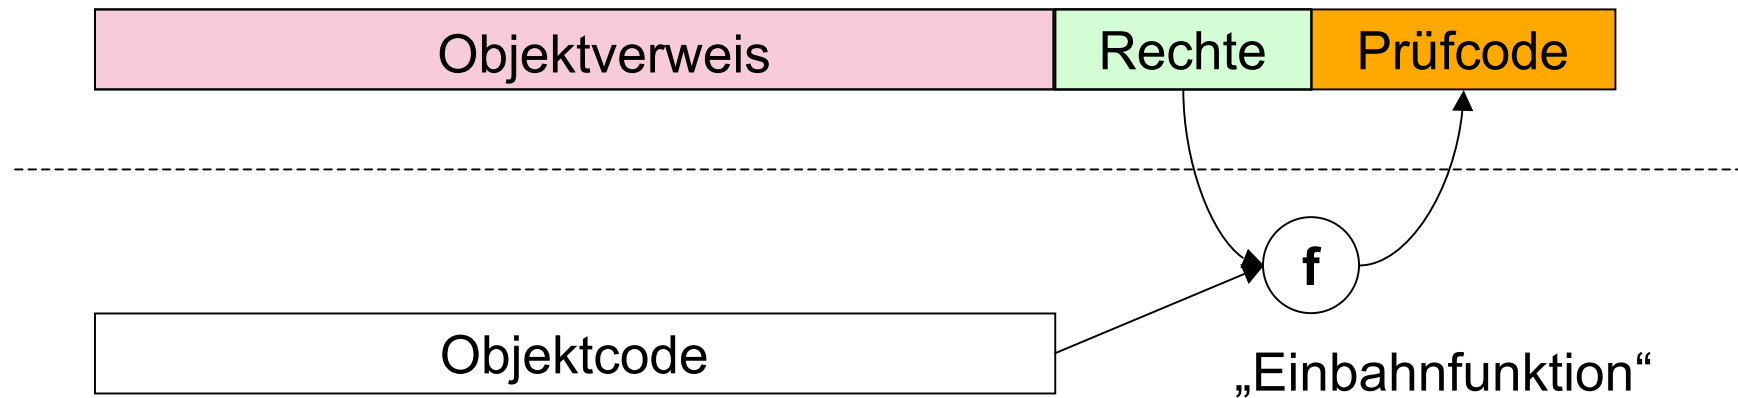 Objektverweis Rechte Prüfcode
f
Objektcode
„Einbahnfunktion“